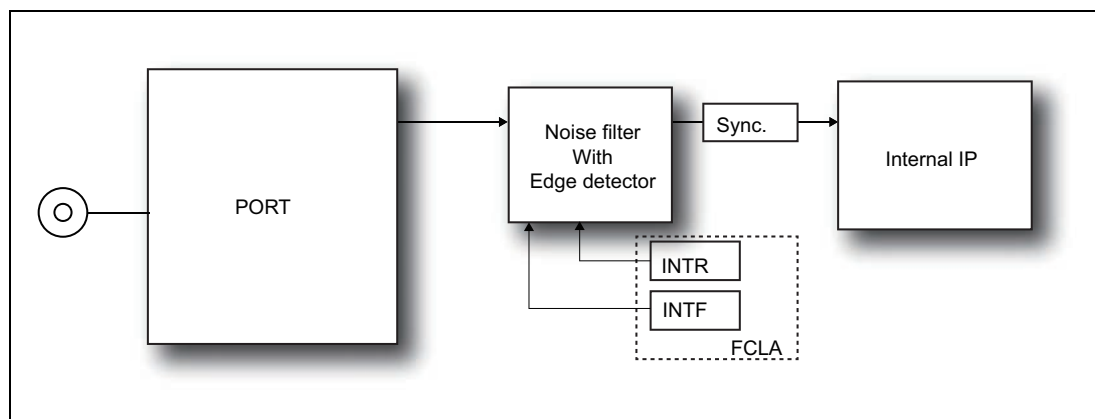 PORT
Noise filter
With
Edge detector
Sync.
Internal IP
INTR
INTF
FCLA